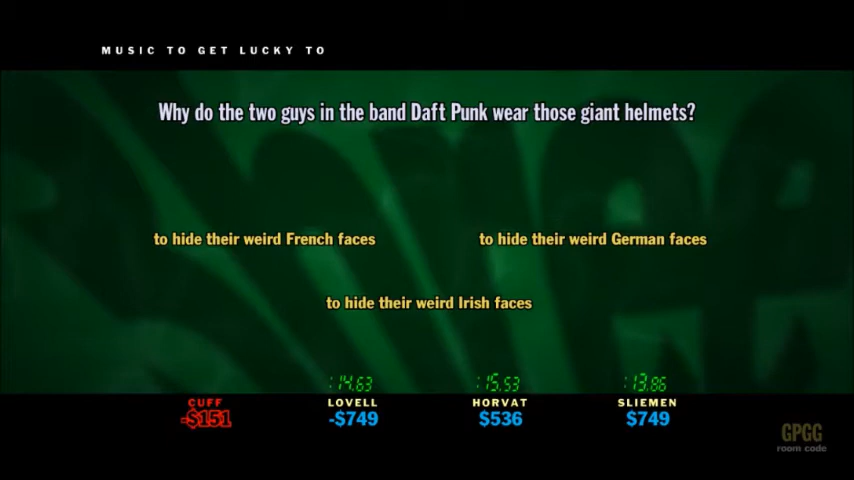 MUSIC TO GET LUCKY TO
Why do the two guys in the band Daft Punk wear those giant helmets?
to hide their weird French faces
to hide their weird German faces
to hide their weird Irish faces
:14.63
:15.53
:13.86
CUFF
LOVELL
HORVAT
SLIEMEN
-$151
-$749
$536
$749
GPGG
room code